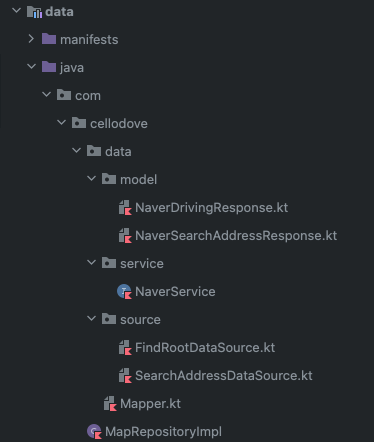 data
manifests
java
com
cellodove
data
model
NaverDrivingResponse.kt
NaverSearchAddressResponse.kt
service
NaverService
source
FindRootDataSource.kt
SearchAddressDataSource.kt
Mapper.kt
MapRepositoryImpl